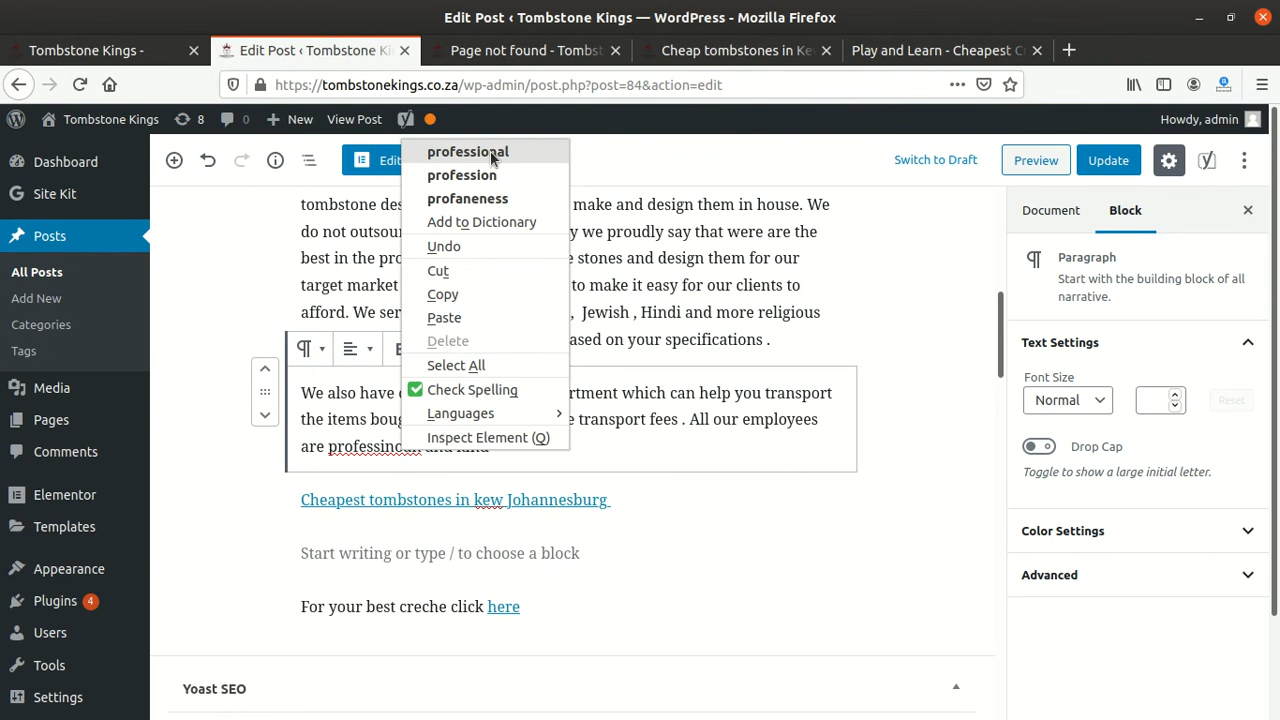 Edit Post ‹ Tombstone Kings — WordPress - Mozilla Firefox
Tombstone Kings -
Edit Post ‹ Tombstone Ki
Page not found - Tombst
Cheap tombstones in Ke
Play and Learn - Cheapest C
https://tombstonekings.co.za/wp-admin/post.php?post=84&action=edit
Tombstone Kings 8 0 New View Post Howdy, admin
Dashboard
Site Kit
Posts
All Posts
Add New
Categories
Tags
Media
Pages
Comments
Elementor
Templates
Appearance
Plugins 4
Users
Tools
Settings
Edi
Switch to Draft Preview Update
professional
profession
profaneness
Add to Dictionary
Undo
Cut
Copy
Paste
Delete
Select All
Check Spelling
Languages
Inspect Element (Q)
tombstone des make and design them in house. We
do not outsou y we proudly say that were are the
best in the pro e stones and design them for our
target market to make it easy for our clients to
afford. We ser , Jewish , Hindi and more religious
ased on your specifications .
We also have rtment which can help you transport
the items boug e transport fees . All our employees
are
Cheapest tombstones in kew Johannesburg
Start writing or type / to choose a block
For your best creche click here
Yoast SEO
Document Block
Paragraph
Start with the building block of all
narrative.
Text Settings
Font Size
Normal Reset
Drop Cap
Toggle to show a large initial letter.
Color Settings
Advanced